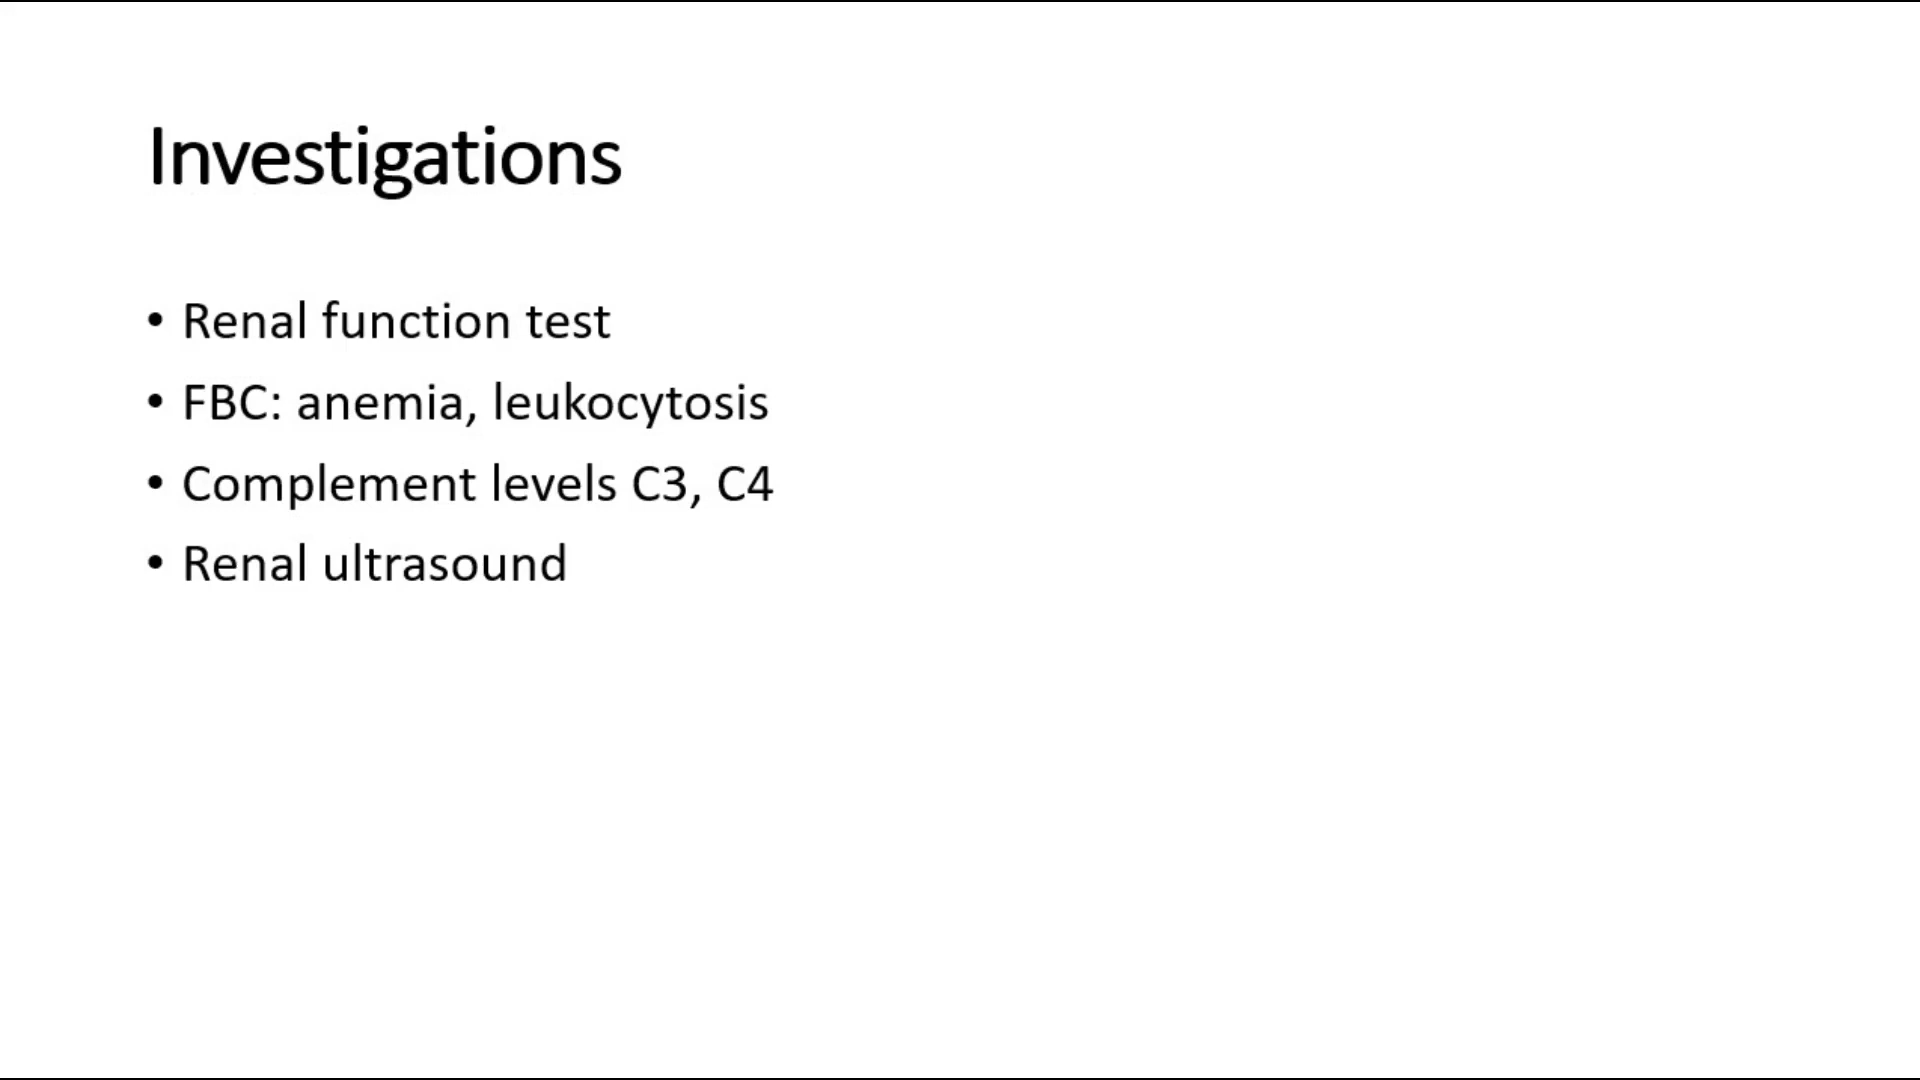 Investigations
• Renal function test
• FBC: anemia, leukocytosis
• Complement levels C3, C4
• Renal ultrasound